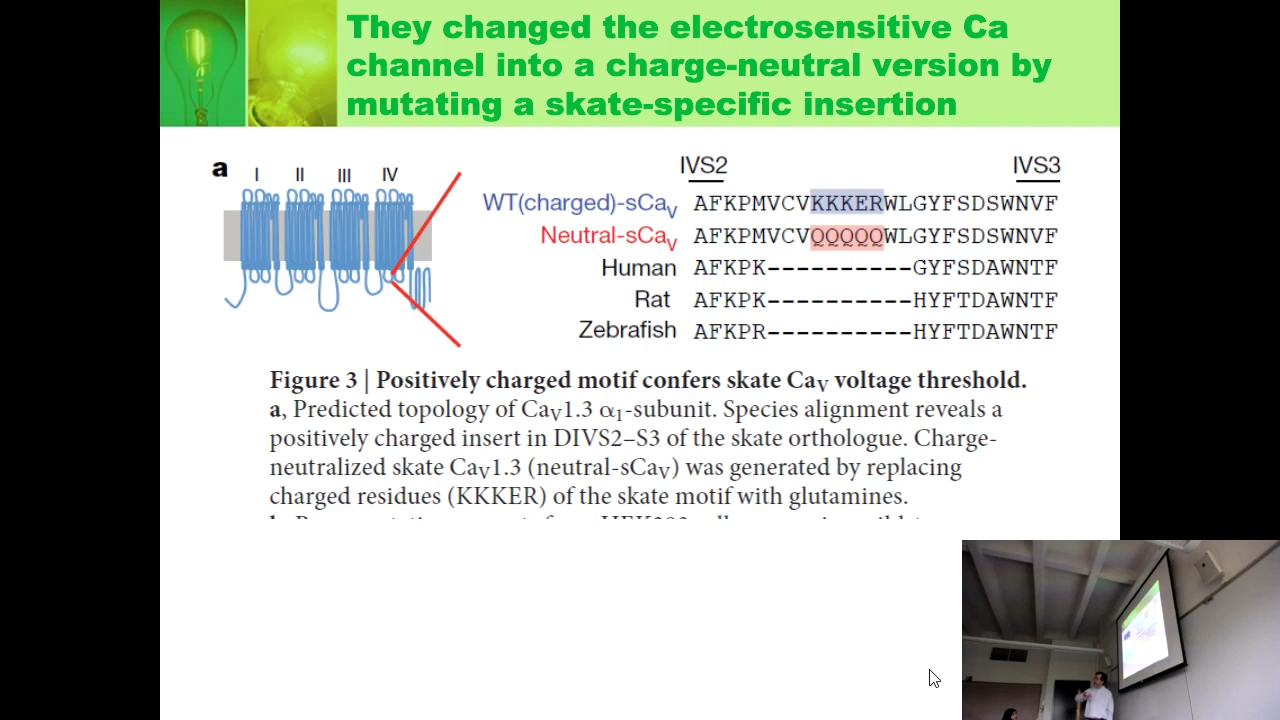 They changed the electrosensitive Ca
channel into a charge-neutral version by
mutating a skate-specific insertion
a I II III IV
IVS2 IVS3
WT(charged)-sCaV AFKPMVCVKKKERWLGYFSDSWNVF
Neutral-sCaV AFKPMVCVQQQQQWLGYFSDSWNVF
Human AFKPK----------GYFSDAWNTF
Rat AFKPK----------HYFTDAWNTF
Zebrafish AFKPR----------HYFTDAWNTF
Figure 3 | Positively charged motif confers skate CaV voltage threshold.
a, Predicted topology of CaV1.3 α1-subunit. Species alignment reveals a
positively charged insert in DIVS2–S3 of the skate orthologue. Charge-
neutralized skate CaV1.3 (neutral-sCaV) was generated by replacing
charged residues (KKKER) of the skate motif with glutamines.